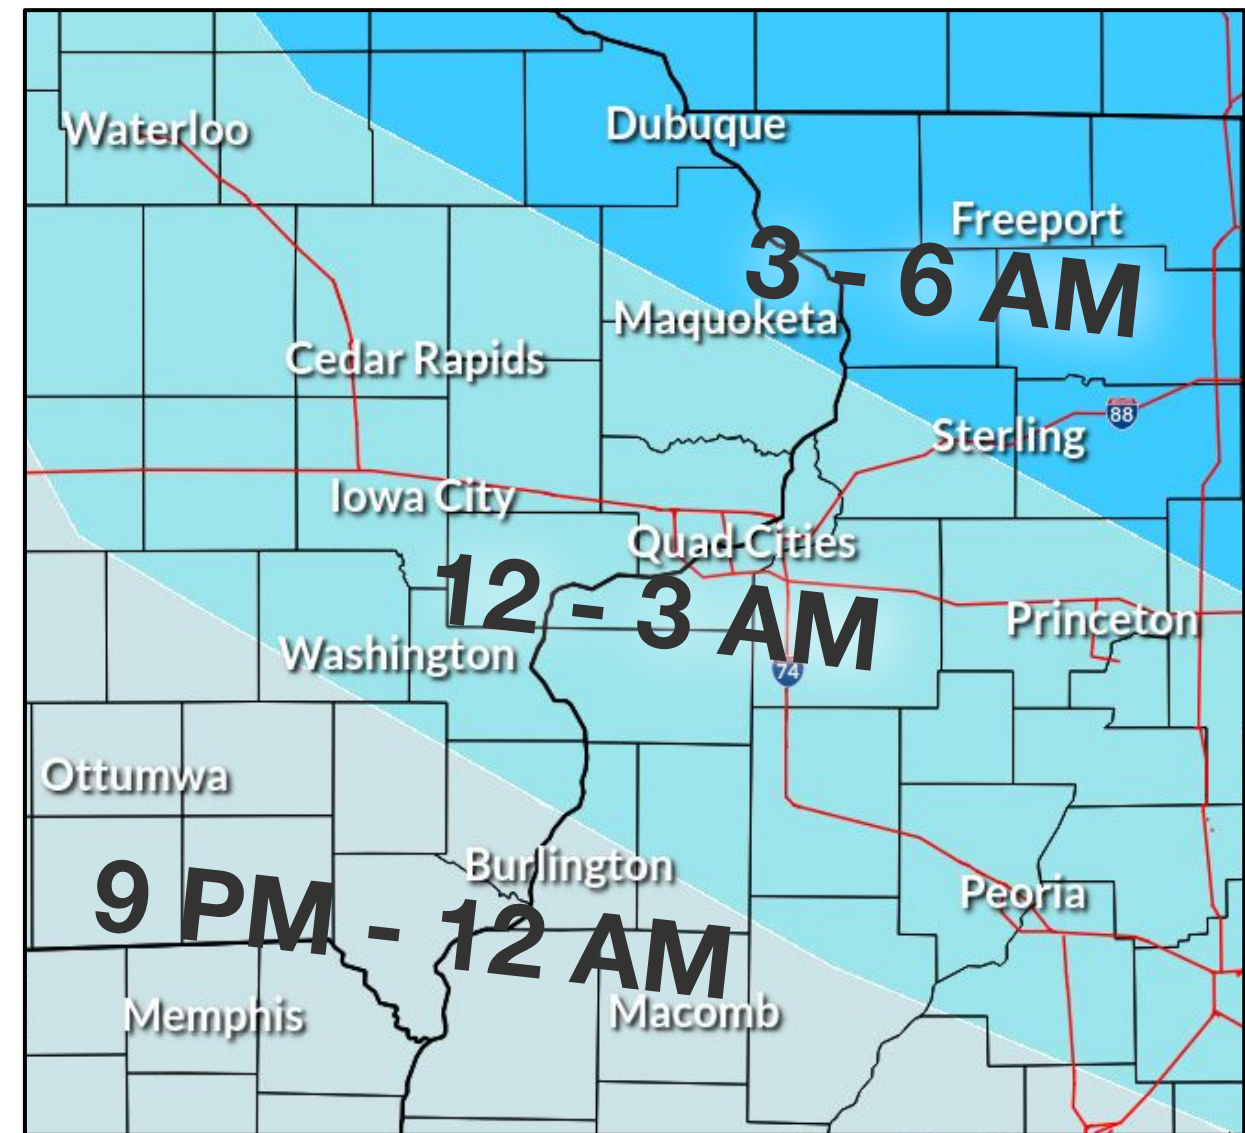 Waterloo
Dubuque
Freeport
3 - 6 AM
Maquoketa
Cedar Rapids
88
Sterling
Iowa City
Quad Cities
12 - 3 AM
Princeton
Washington
74
Ottumwa
Burlington
Peoria
9 PM - 12 AM
Memphis
Macomb